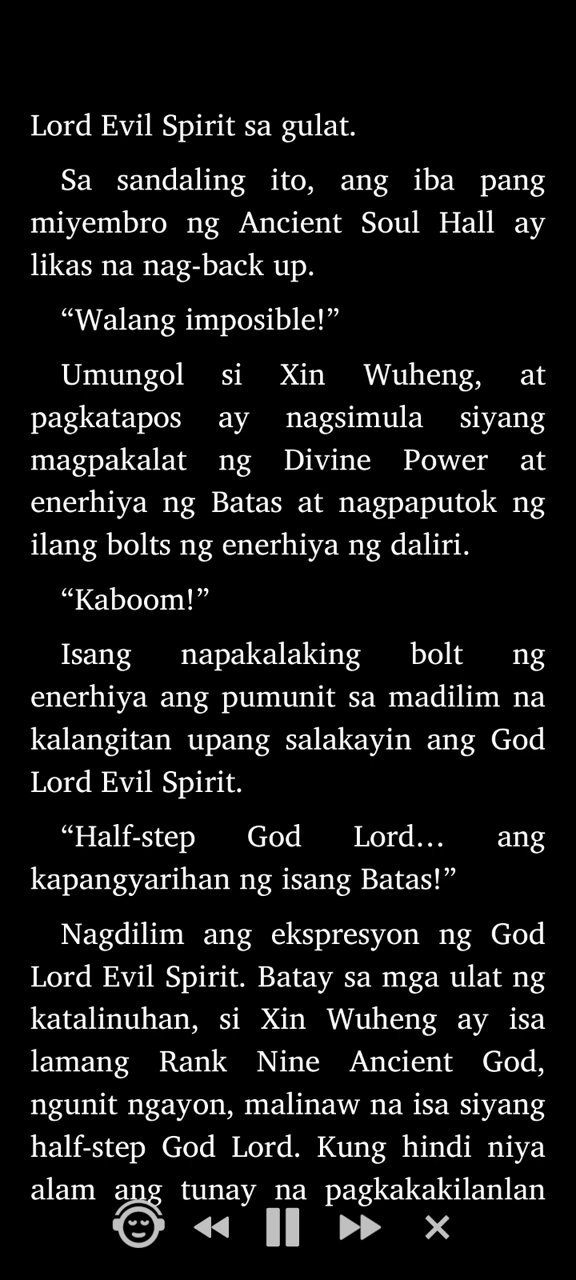 Lord Evil Spirit sa gulat.
Sa sandaling ito, ang iba pang
miyembro ng Ancient Soul Hall ay
likas na nag-back up.
“Walang imposible!”
Umungol si Xin Wuheng, at
pagkatapos ay nagsimula siyang
magpakalat ng Divine Power at
enerhiya ng Batas at nagpaputok ng
ilang bolts ng enerhiya ng daliri.
“Kaboom!”
Isang napakalaking bolt ng
enerhiya ang pumunit sa madilim na
kalangitan upang salakayin ang God
Lord Evil Spirit.
“Half-step God Lord… ang
kapangyarihan ng isang Batas!”
Nagdilim ang ekspresyon ng God
Lord Evil Spirit. Batay sa mga ulat ng
katalinuhan, si Xin Wuheng ay isa
lamang Rank Nine Ancient God,
ngunit ngayon, malinaw na isa siyang
half-step God Lord. Kung hindi niya
alam ang tunay na pagkakakilanlan